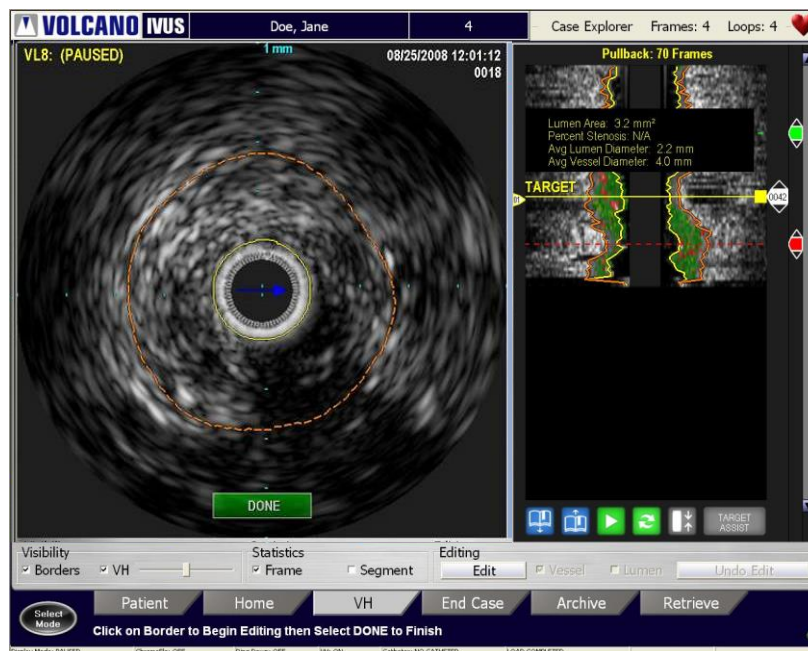 VOLCANO IVUS
Doe, Jane
4
Case Explorer Frames: 4 Loops: 4
VL8: (PAUSED)
1 mm
08/25/2008 12:01:12
0018
Pullback: 70 Frames
Lumen Area: 3.2 mm²
Percent Stenosis: N/A
Avg Lumen Diameter: 2.2 mm
Avg Vessel Diameter: 4.0 mm
TARGET
01
0042
DONE
TARGET ASSIST
Visibility
Borders
VH
Statistics
Frame
Segment
Editing
Edit
Vessel
Lumen
Undo Edit
Select Mode
Patient
Home
VH
End Case
Archive
Retrieve
Click on Border to Begin Editing then Select DONE to Finish